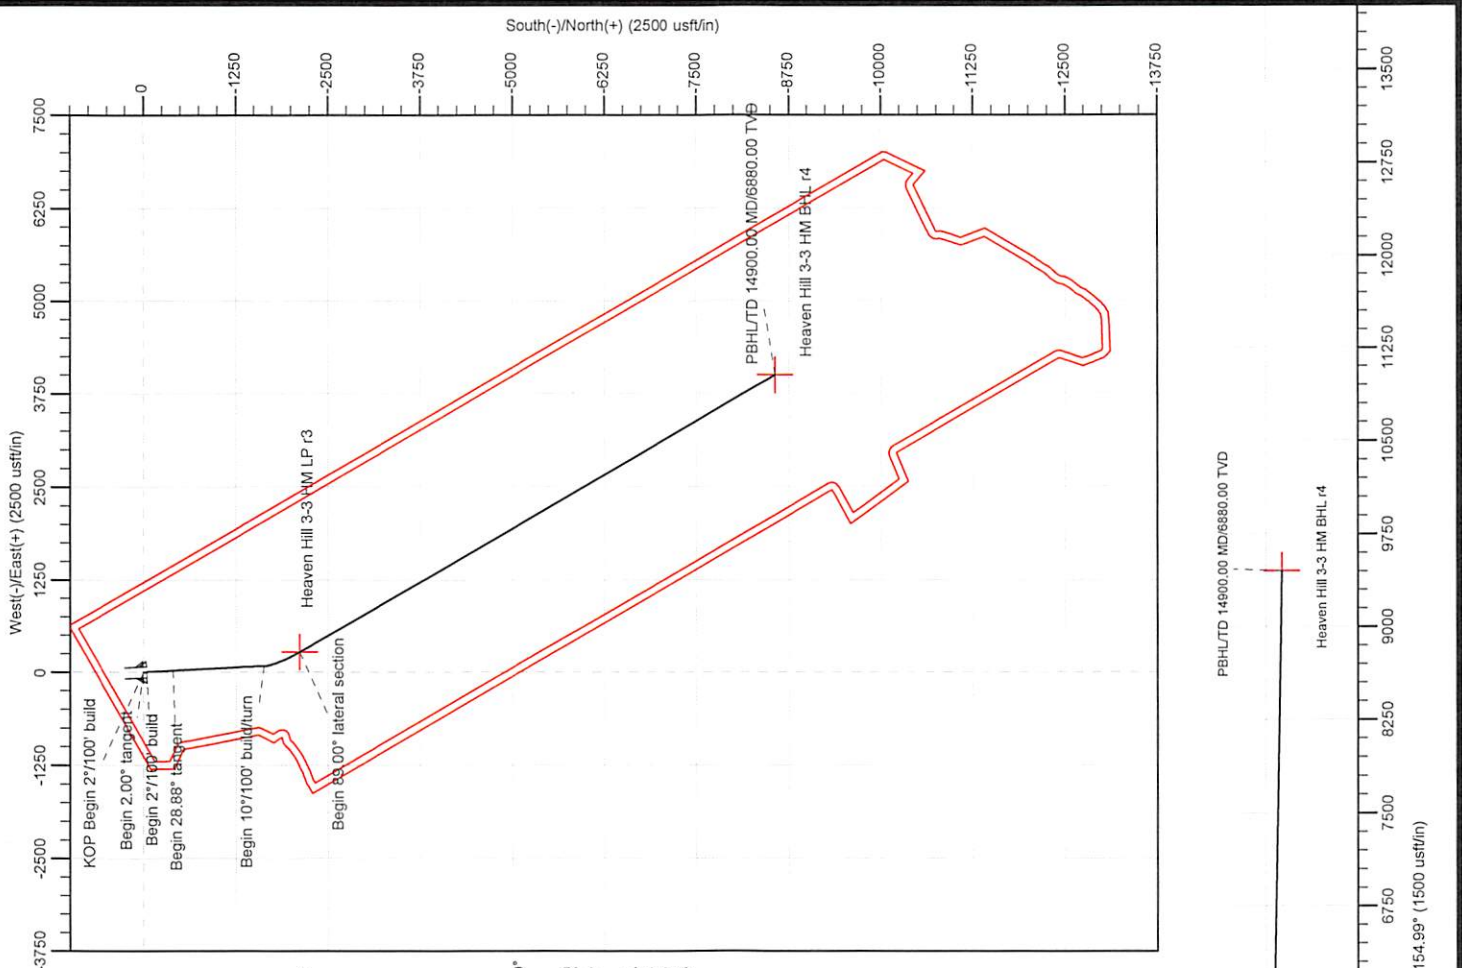 South(-)/North(+) (2500 usft/in)
0
-1250
-2500
-3750
-5000
-6250
-7500
-8750
-10000
-11250
-12500
-13750
West(-)/East(+) (2500 usft/in)
7500
6250
5000
3750
2500
1250
0
-1250
-2500
-3750
PBHL/TD 14900.00 MD/6880.00 TVD
Heaven Hill 3-3 HM BHL r4
Heaven Hill 3-3 HM LP r3
KOP Begin 2°/100' build
Begin 2.00° tangent
Begin 2°/100' build
Begin 28.88° tangent
Begin 10°/100' build/turn
Begin 89.00° lateral section
PBHL/TD 14900.00 MD/6880.00 TVD
Heaven Hill 3-3 HM BHL r4
13500
12750
12000
11250
10500
9750
9000
8250
7500
6750
154.99° (1500 usft/in)